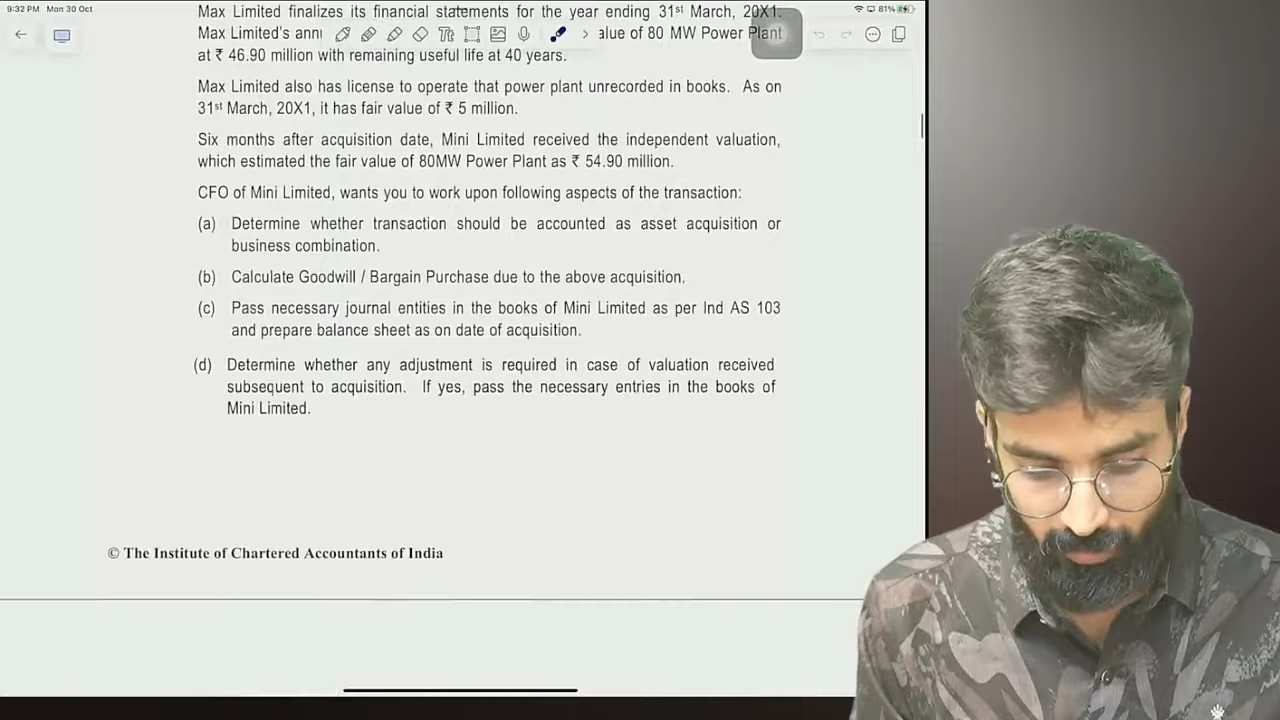 9:32 PM Mon 30 Oct
81%
Max Limited finalizes its financial statements for the year ending 31st March, 20X1.
Max Limited's alue of 80 MW Power Plant
at ₹ 46.90 million with remaining useful life at 40 years.
Max Limited also has license to operate that power plant unrecorded in books. As on
31st March, 20X1, it has fair value of ₹ 5 million.
Six months after acquisition date, Mini Limited received the independent valuation,
which estimated the fair value of 80MW Power Plant as ₹ 54.90 million.
CFO of Mini Limited, wants you to work upon following aspects of the transaction:
(a) Determine whether transaction should be accounted as asset acquisition or
business combination.
(b) Calculate Goodwill / Bargain Purchase due to the above acquisition.
(c) Pass necessary journal entities in the books of Mini Limited as per Ind AS 103
and prepare balance sheet as on date of acquisition.
(d) Determine whether any adjustment is required in case of valuation received
subsequent to acquisition. If yes, pass the necessary entries in the books of
Mini Limited.
© The Institute of Chartered Accountants of India